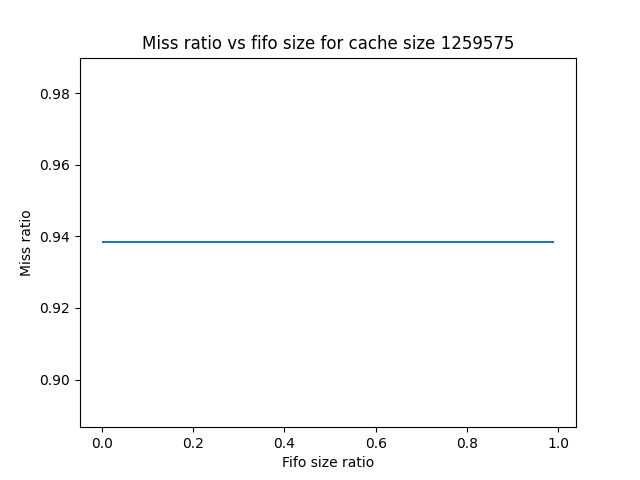 Miss ratio vs fifo size for cache size 1259575
0.98
0.96
0.94
0.92
0.90
Miss ratio
0.0 0.2 0.4 0.6 0.8 1.0
Fifo size ratio